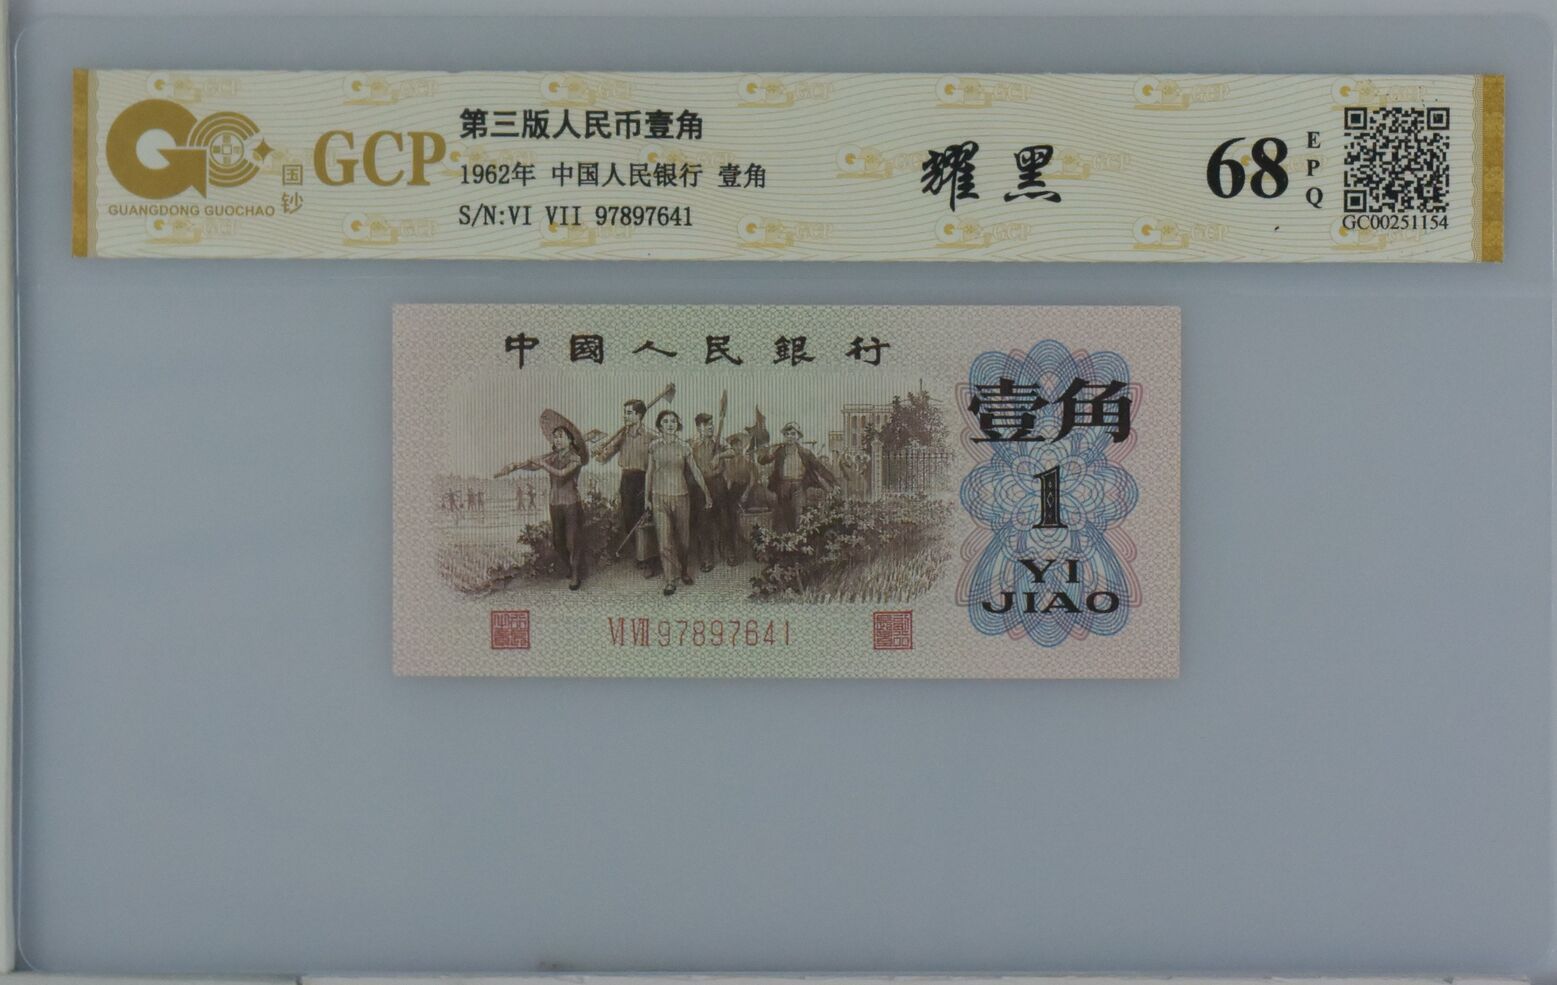 GUANGDONG GUOCHAO
国钞
GCP
第三版人民币壹角
1962年 中国人民银行 壹角
S/N:VI VII 97897641
耀黑
68
EPQ
GC00251154
中國人民銀行
壹角
1
YI
JIAO
VI VII 97897641